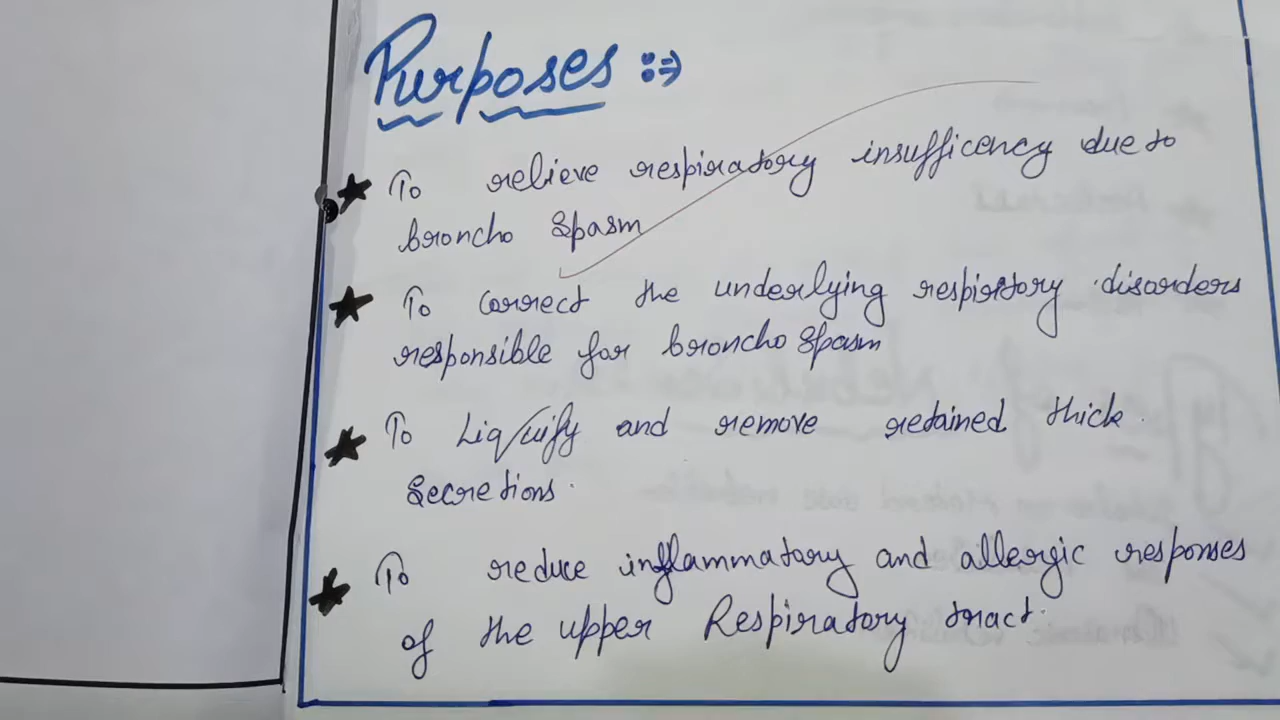 Purposes :⇒
★ To relieve respiratory insufficency due to
broncho spasm
★ To correct the underlying respirtory disorders
responsible for broncho spasm
★ To Liquify and remove retained thick
secretions.
★ To reduce inflammatory and allergic responses
of the upper Respiratory tract.